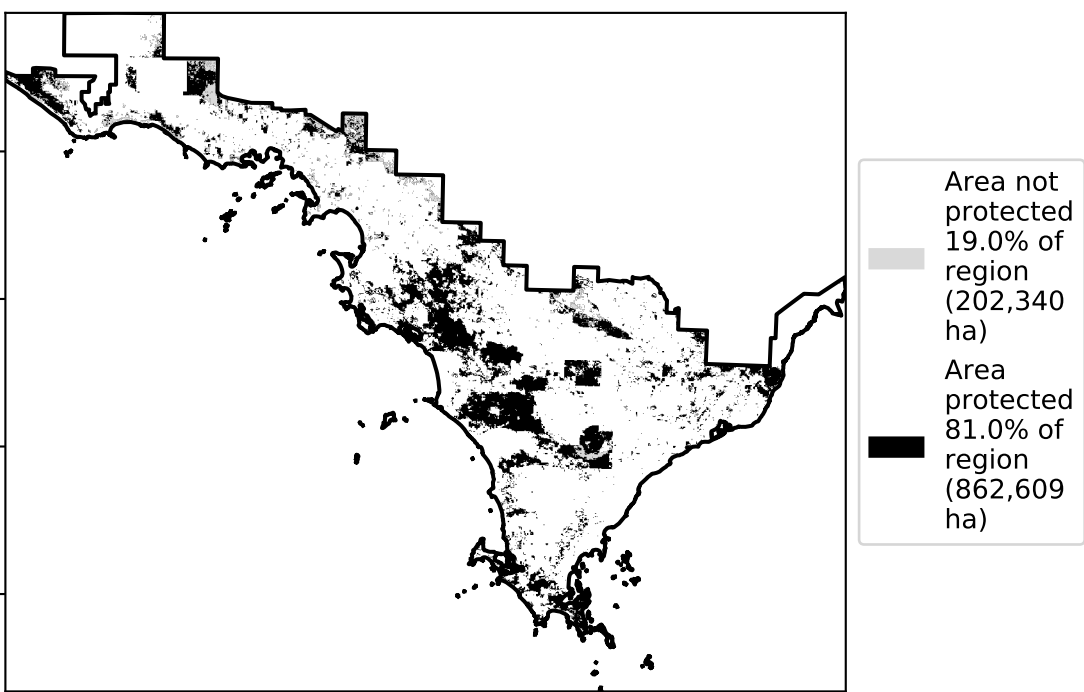 Area not
protected
19.0% of
region
(202,340
ha)
Area
protected
81.0% of
region
(862,609
ha)